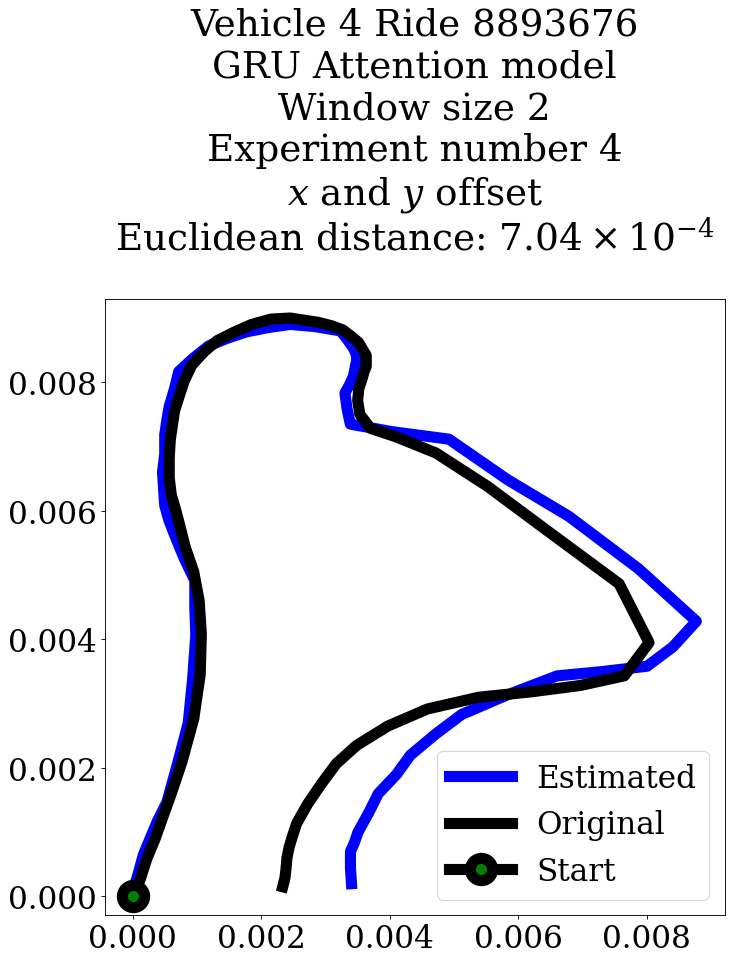 Vehicle 4 Ride 8893676
GRU Attention model
Window size 2
Experiment number 4
x and y offset
Euclidean distance: 7.04 × 10⁻⁴
0.008
0.006
0.004
0.002
0.000
Estimated
Original
Start
0.000 0.002 0.004 0.006 0.008